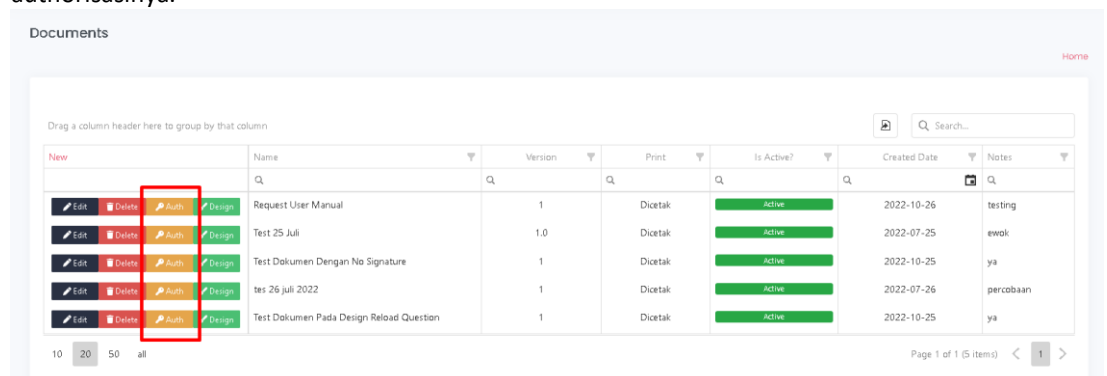 Documents
Home
Drag a column header here to group by that column
Search...
New Name Version Print Is Active? Created Date Notes
Edit Delete Auth Design Request User Manual 1 Dicetak Active 2022-10-26 testing
Edit Delete Auth Design Test 25 Juli 1.0 Dicetak Active 2022-07-25 ewok
Edit Delete Auth Design Test Dokumen Dengan No Signature 1 Dicetak Active 2022-10-25 ya
Edit Delete Auth Design tes 26 juli 2022 1 Dicetak Active 2022-07-26 percobaan
Edit Delete Auth Design Test Dokumen Pada Design Reload Question 1 Dicetak Active 2022-10-25 ya
10 20 50 all Page 1 of 1 (5 items) 1